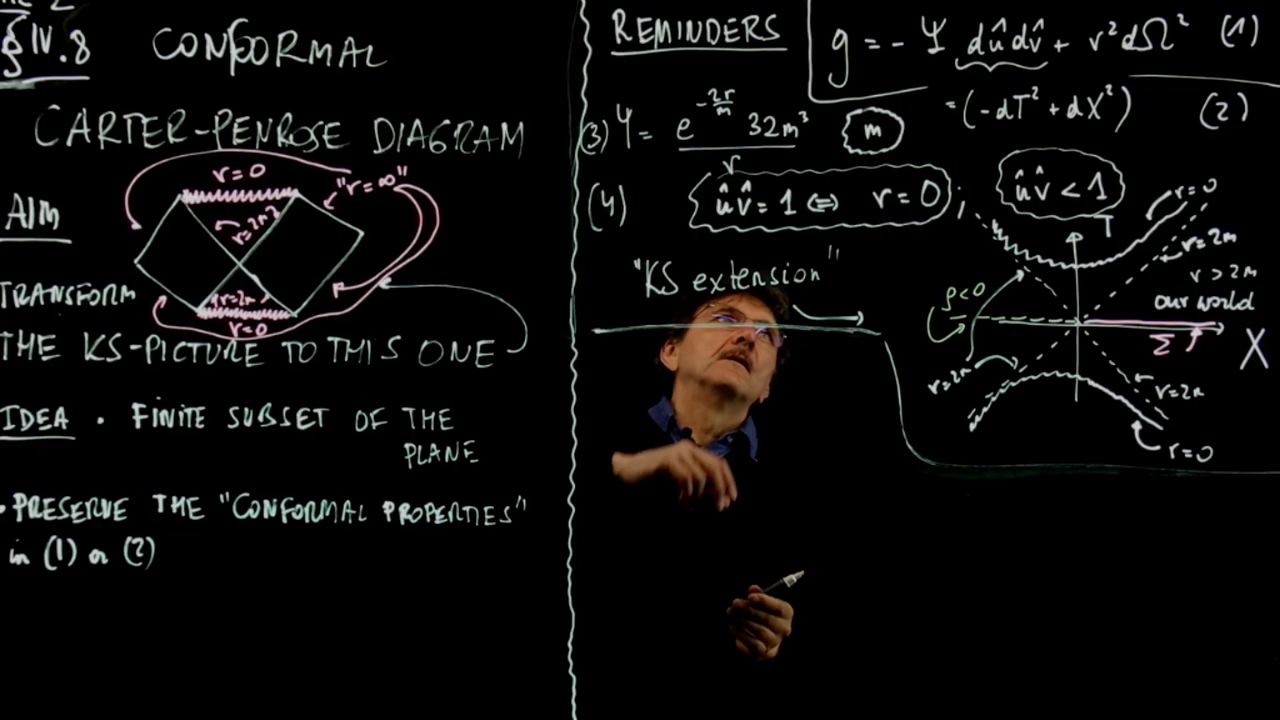 §IV.8 CONFORMAL
CARTER-PENROSE DIAGRAM
r=0
"r=∞"
r=2m
r=2m
r=0
AIM
TRANSFORM
THE KS-PICTURE TO THIS ONE
IDEA . FINITE SUBSET OF THE
PLANE
. PRESERVE THE "CONFORMAL PROPERTIES"
in (1) or (2)
REMINDERS
g = - Ψ dûdv̂ + r²dΩ² (1)
= (-dT² + dX²) (2)
(3) Ψ = e^{-2r/m} 32m³ / r
m
(4) ûv̂ = 1 ⇔ r = 0 ; ûv̂ < 1
"KS extension"
T
r=0
r=2m
r > 2m
our world
ρ<0
Σ
X
r=2m
r=2m
r=0